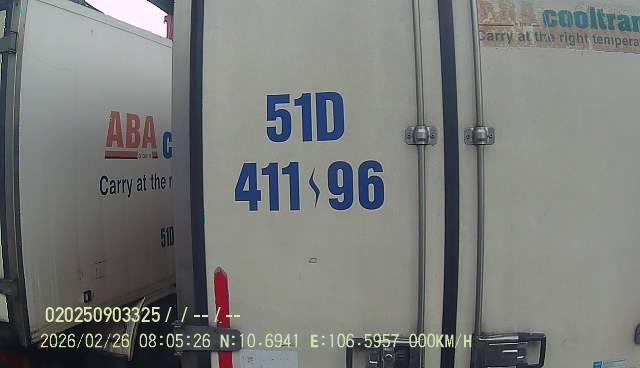 ABA cooltran
Carry at the right tempera
51D
411 96
ABA c
Carry at the r
51D
020250903325/ / -- / --
2026/02/26 08:05:26 N:10.6941 E:106.5957 000KM/H